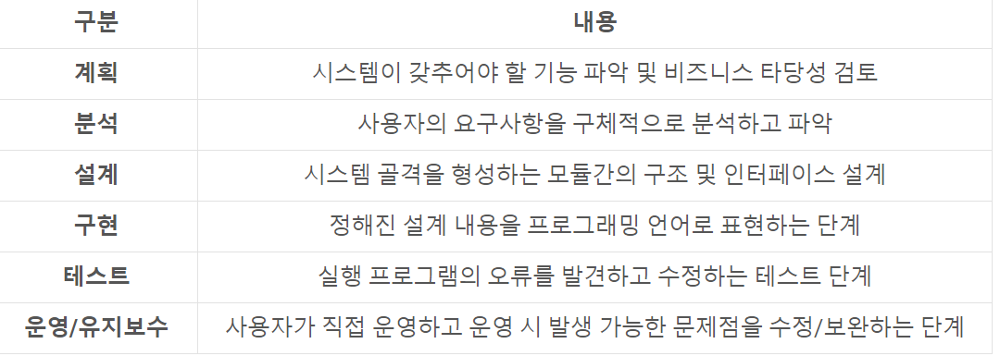 구분 내용
계획 시스템이 갖추어야 할 기능 파악 및 비즈니스 타당성 검토
분석 사용자의 요구사항을 구체적으로 분석하고 파악
설계 시스템 골격을 형성하는 모듈간의 구조 및 인터페이스 설계
구현 정해진 설계 내용을 프로그래밍 언어로 표현하는 단계
테스트 실행 프로그램의 오류를 발견하고 수정하는 테스트 단계
운영/유지보수 사용자가 직접 운영하고 운영 시 발생 가능한 문제점을 수정/보완하는 단계